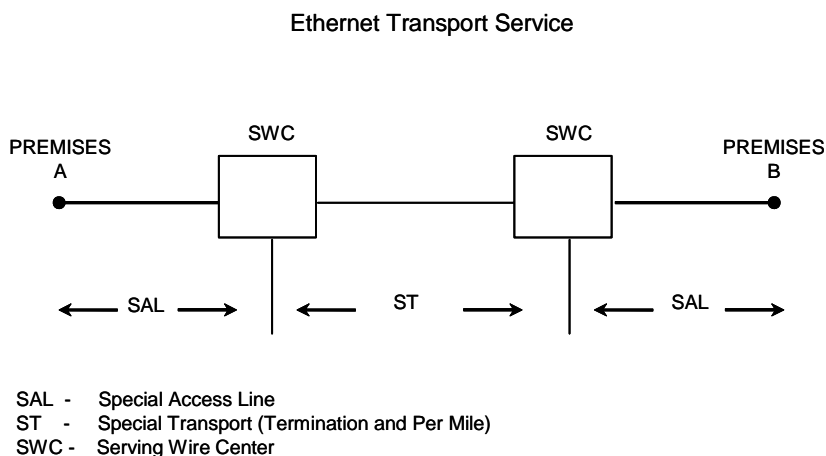 Ethernet Transport Service
SWC
SWC
PREMISES
A
PREMISES
B
SAL
ST
SAL
SAL - Special Access Line
ST - Special Transport (Termination and Per Mile)
SWC - Serving Wire Center